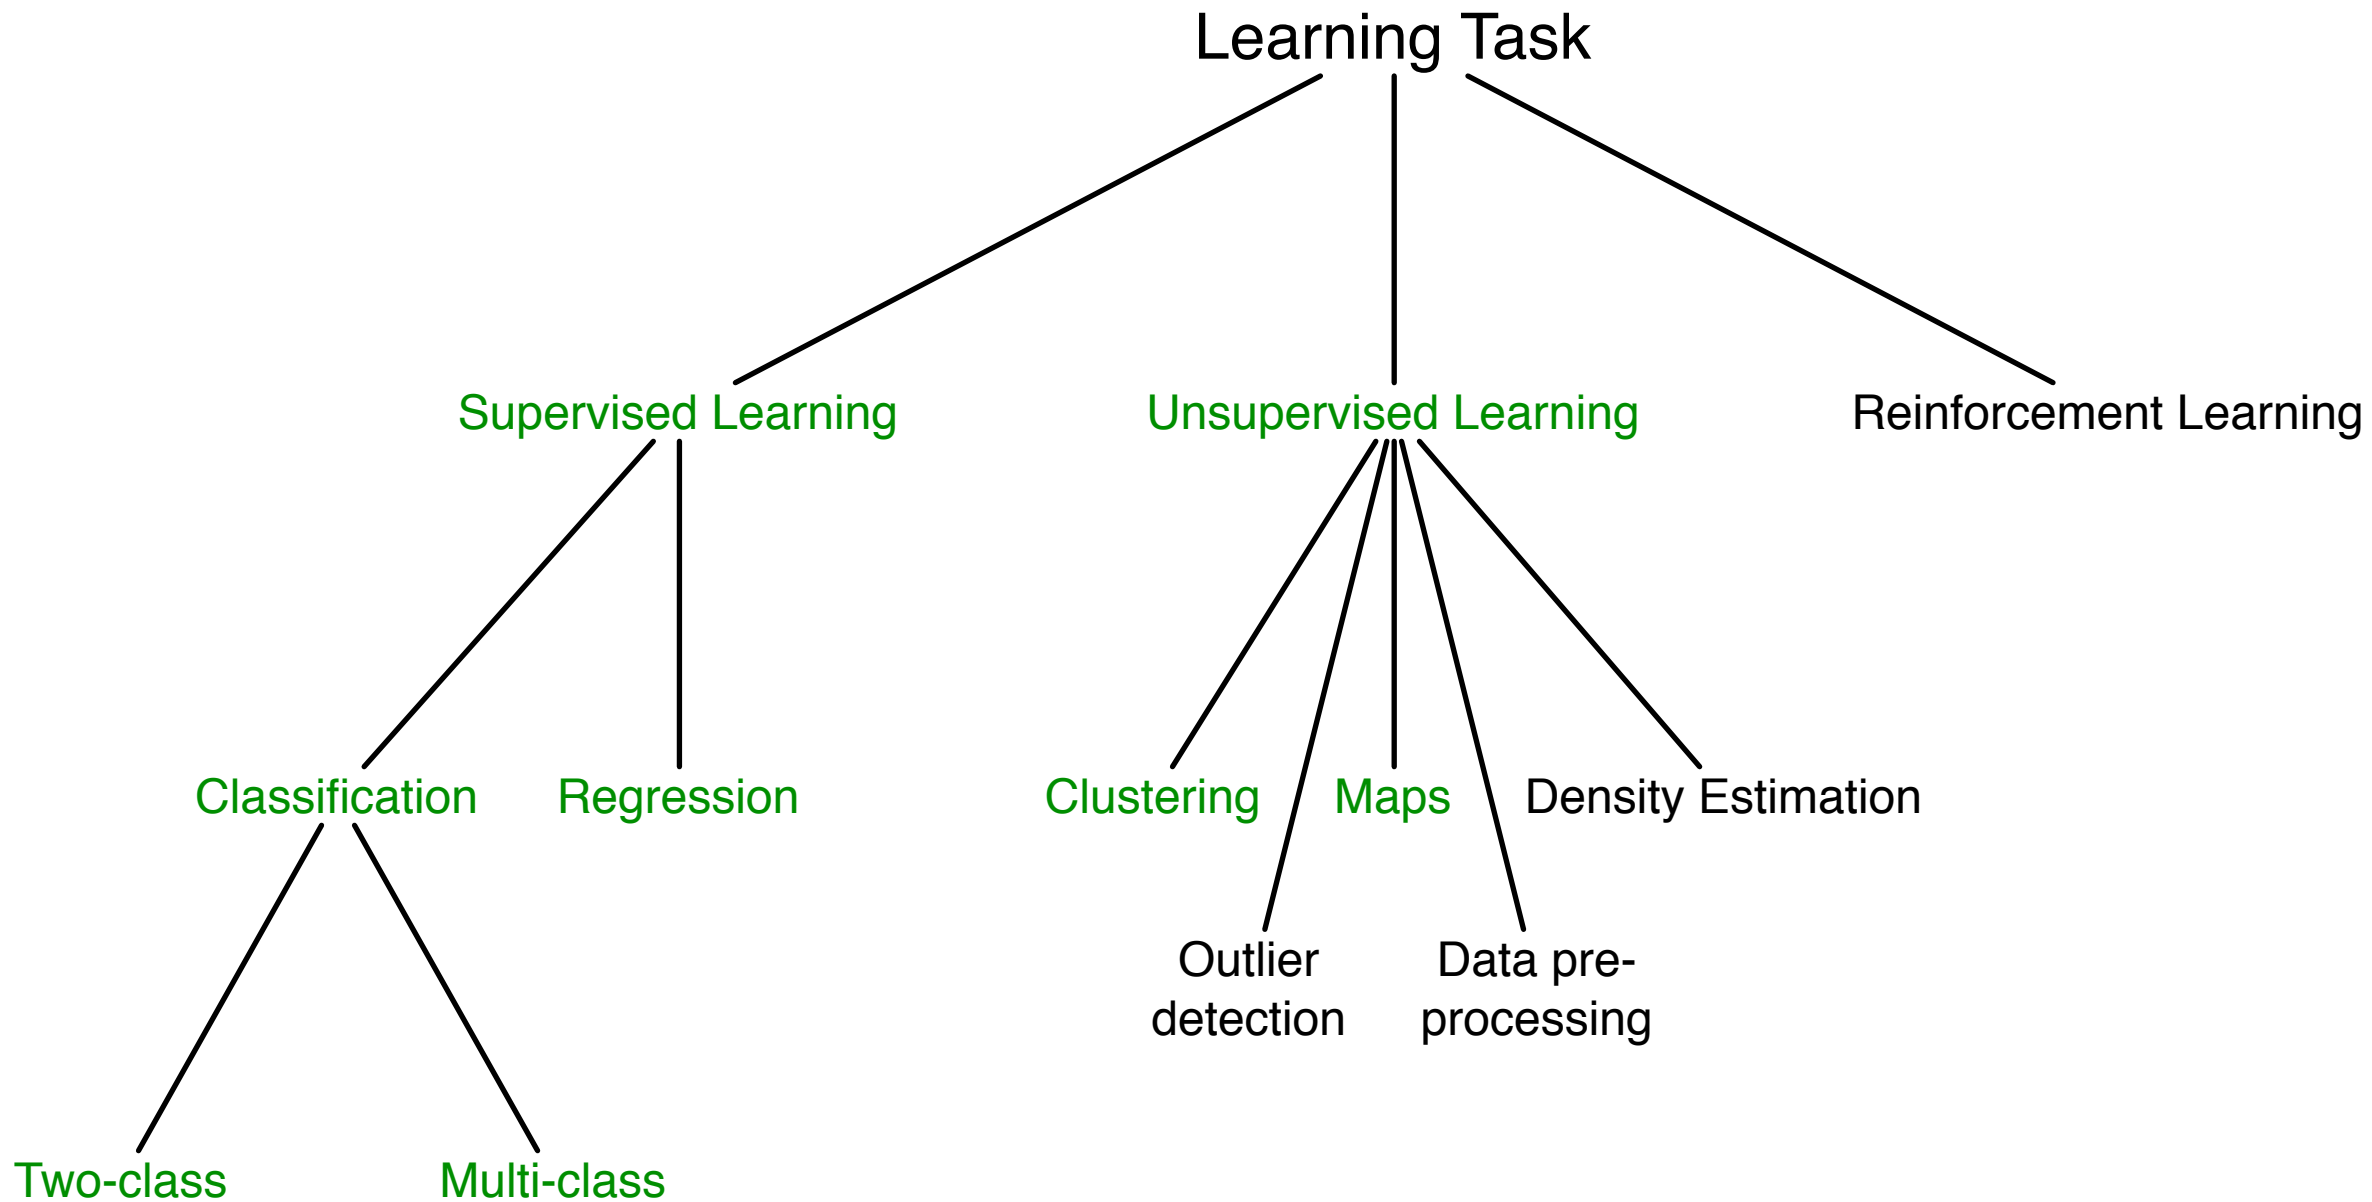 Learning Task
Supervised Learning
Unsupervised Learning
Reinforcement Learning
Classification
Regression
Clustering
Maps
Density Estimation
Outlier
detection
Data pre-
processing
Two-class
Multi-class